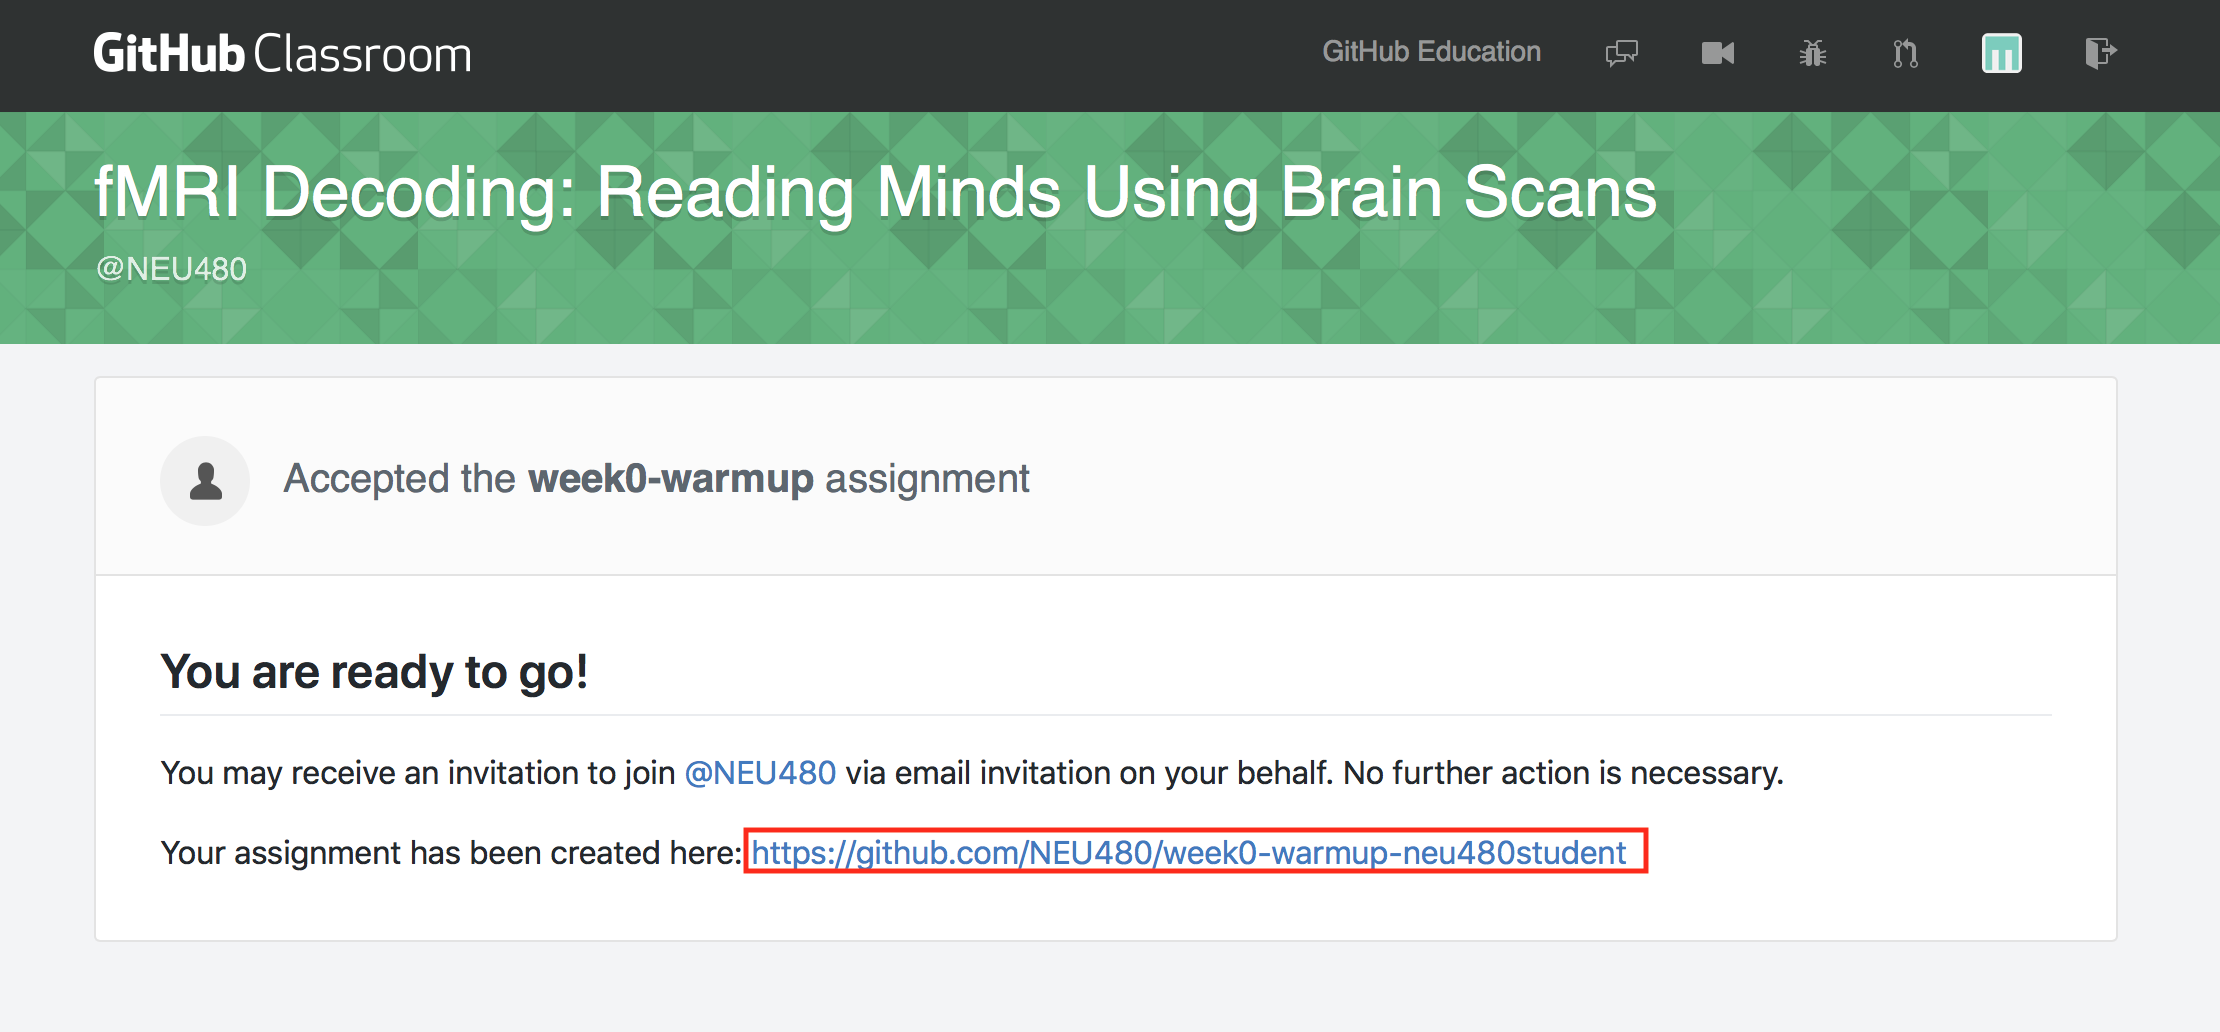 GitHub Classroom
GitHub Education
fMRI Decoding: Reading Minds Using Brain Scans
@NEU480
Accepted the week0-warmup assignment
You are ready to go!
You may receive an invitation to join @NEU480 via email invitation on your behalf. No further action is necessary.
Your assignment has been created here: https://github.com/NEU480/week0-warmup-neu480student